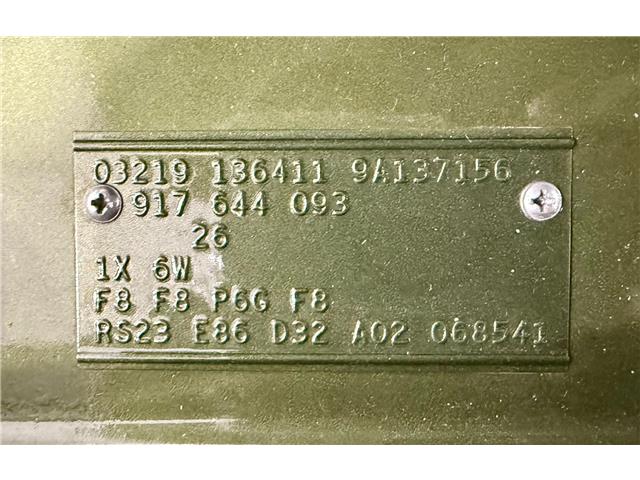 03219 136411 9A137156
917 644 093
26
1X 6W
F8 F8 P6G F8
RS23 E86 D32 A02 068541